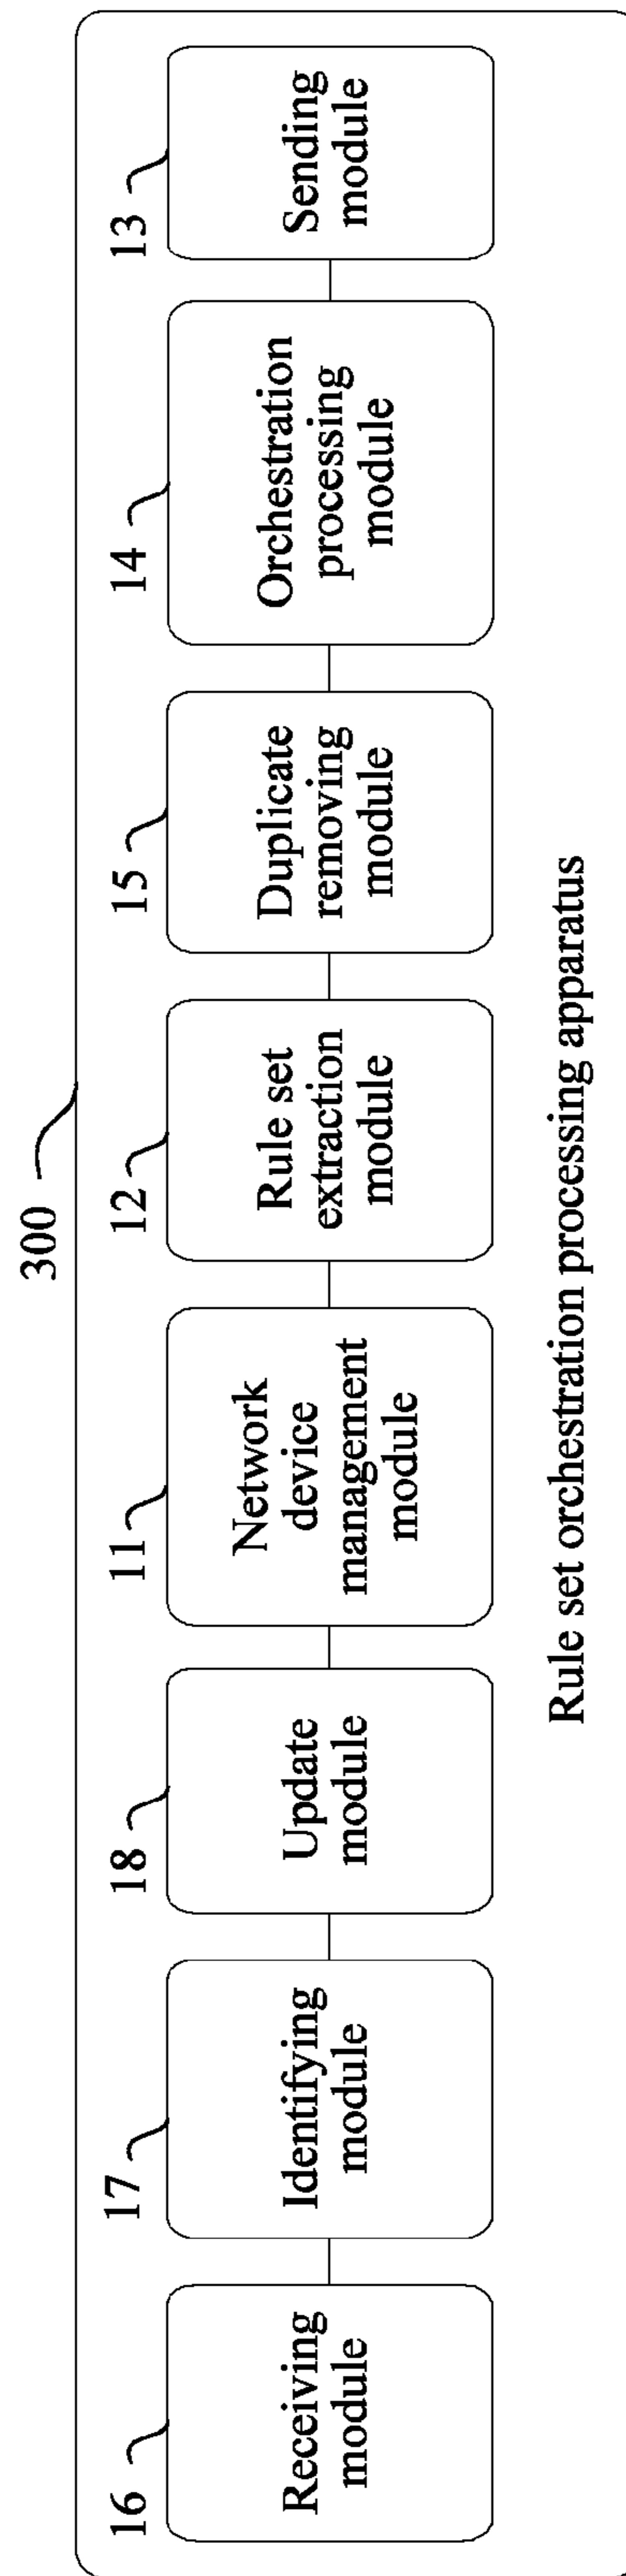 300
16
Receiving
module
17
Identifying
module
18
Update
module
11
Network
device
management
module
12
Rule set
extraction
module
15
Duplicate
removing
module
14
Orchestration
processing
module
13
Sending
module
Rule set orchestration processing apparatus